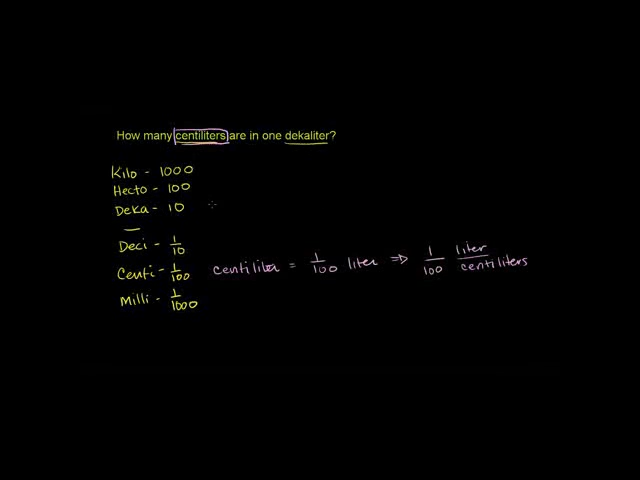 How many centiliters are in one dekaliter?
Kilo - 1000
Hecto - 100
Deka - 10
Deci - 1/10
Centi - 1/100 centiliter = 1/100 liter ⇒ 1/100 liter/centiliters
Milli - 1/1000